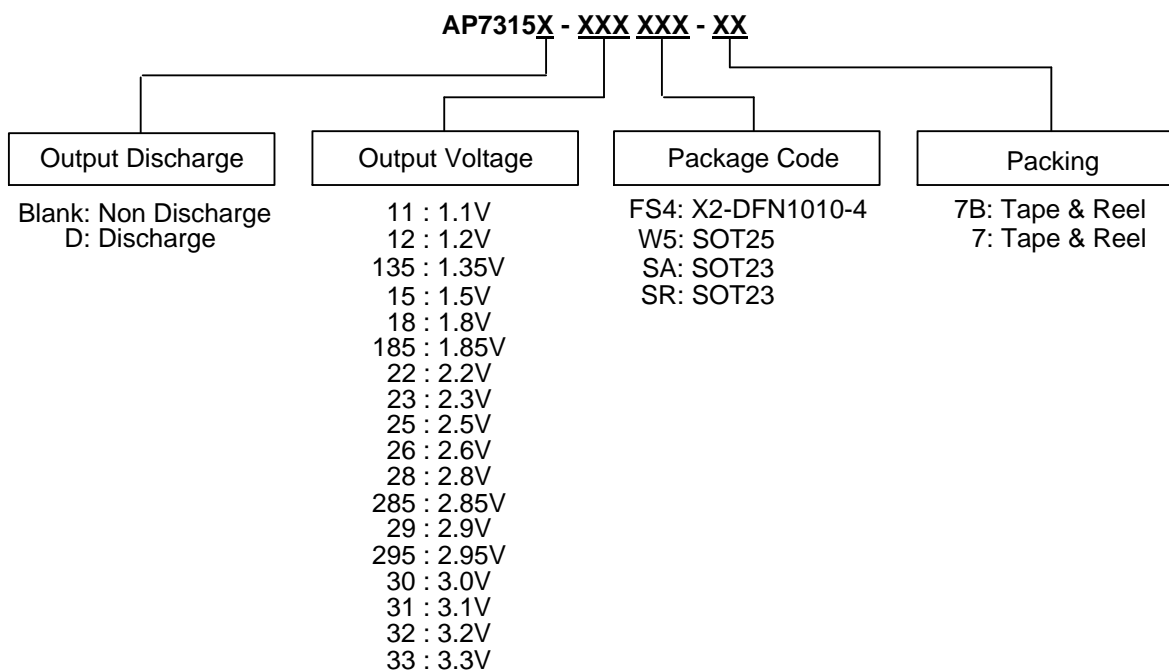 AP7315X - XXX XXX - XX
Output Discharge
Blank: Non Discharge
D: Discharge
Output Voltage
11 : 1.1V
12 : 1.2V
135 : 1.35V
15 : 1.5V
18 : 1.8V
185 : 1.85V
22 : 2.2V
23 : 2.3V
25 : 2.5V
26 : 2.6V
28 : 2.8V
285 : 2.85V
29 : 2.9V
295 : 2.95V
30 : 3.0V
31 : 3.1V
32 : 3.2V
33 : 3.3V
Package Code
FS4: X2-DFN1010-4
W5: SOT25
SA: SOT23
SR: SOT23
Packing
7B: Tape & Reel
7: Tape & Reel